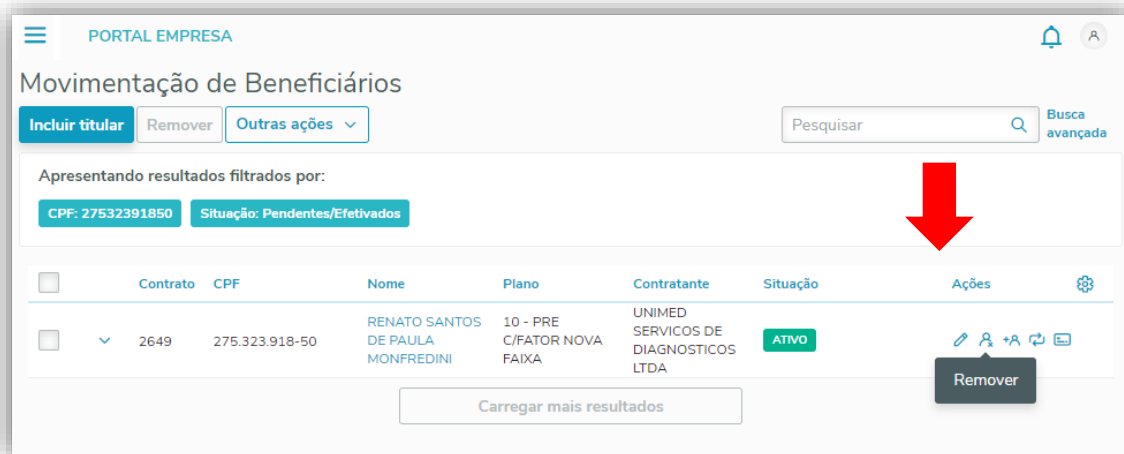 PORTAL EMPRESA
Movimentação de Beneficiários
Incluir titular Remover Outras ações Pesquisar Busca avançada
Apresentando resultados filtrados por:
CPF: 27532391850 Situação: Pendentes/Efetivados
Contrato CPF Nome Plano Contratante Situação Ações
2649 275.323.918-50
RENATO SANTOS
DE PAULA
MONFREDINI
10 - PRE
C/FATOR NOVA
FAIXA
UNIMED
SERVICOS DE
DIAGNOSTICOS
LTDA
ATIVO
Remover
Carregar mais resultados